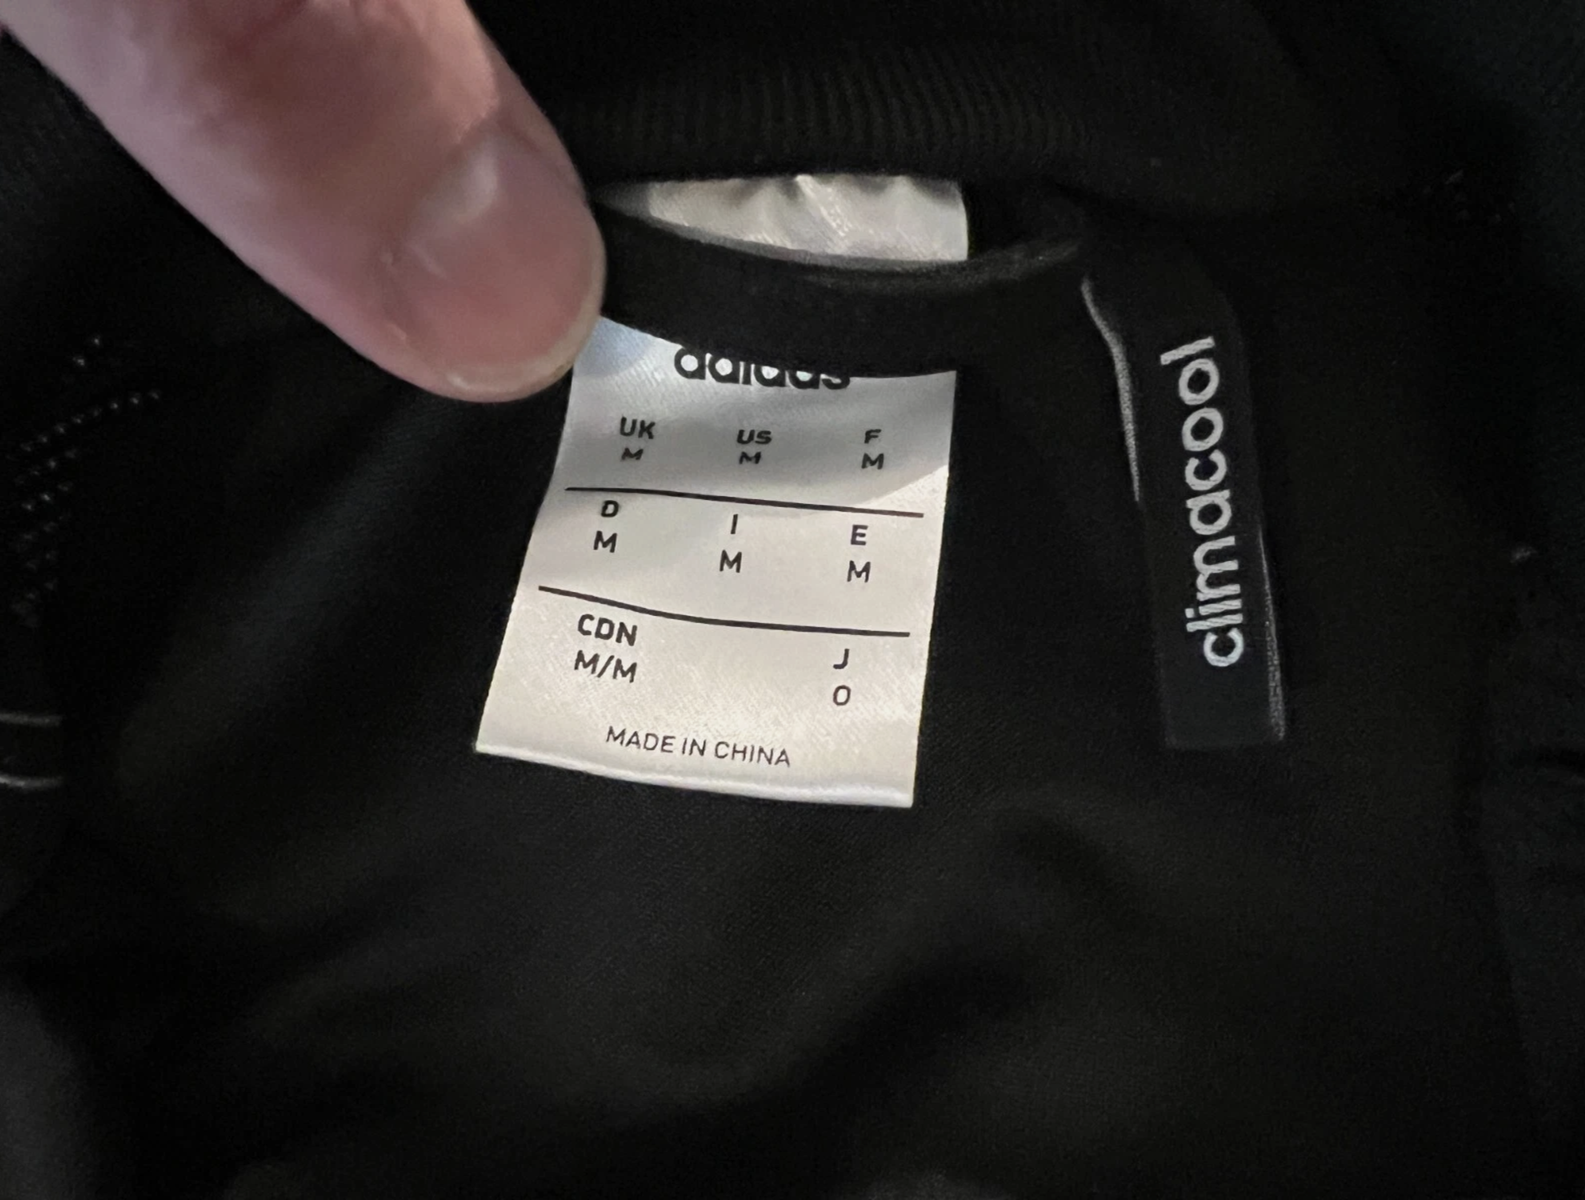 adidas
UK US F
M M M
D I E
M M M
CDN J
M/M O
MADE IN CHINA
climacool